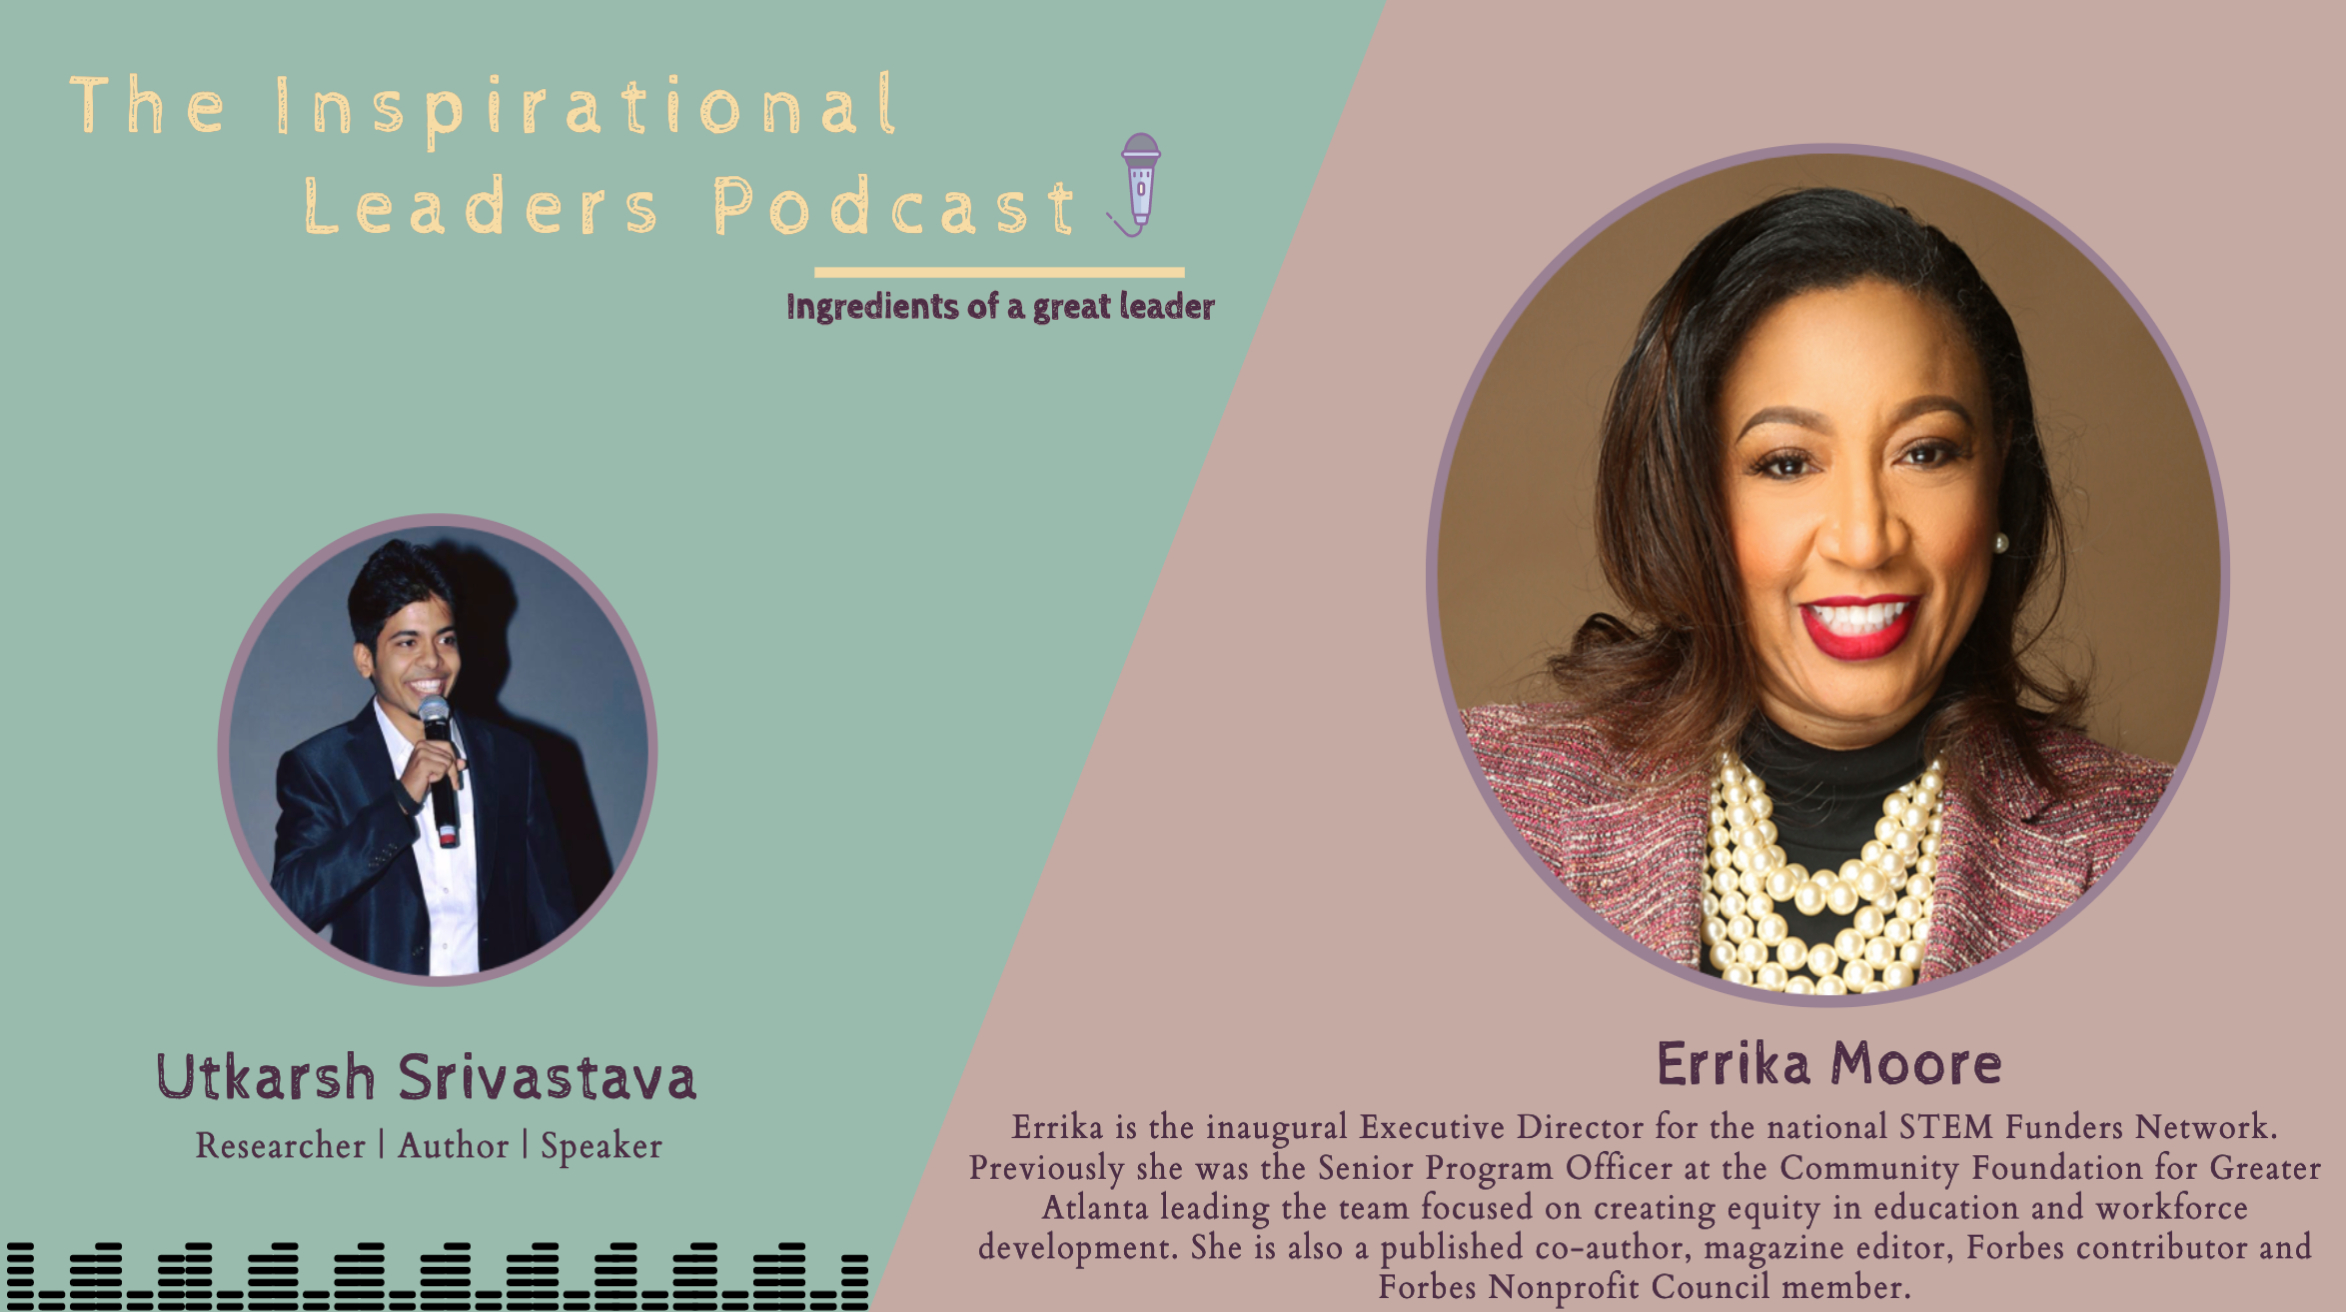 The Inspirational
Leaders Podcast
Ingredients of a great leader
Utkarsh Srivastava
Researcher | Author | Speaker
Errika Moore
Errika is the inaugural Executive Director for the national STEM Funders Network.
Previously she was the Senior Program Officer at the Community Foundation for Greater
Atlanta leading the team focused on creating equity in education and workforce
development. She is also a published co-author, magazine editor, Forbes contributor and
Forbes Nonprofit Council member.